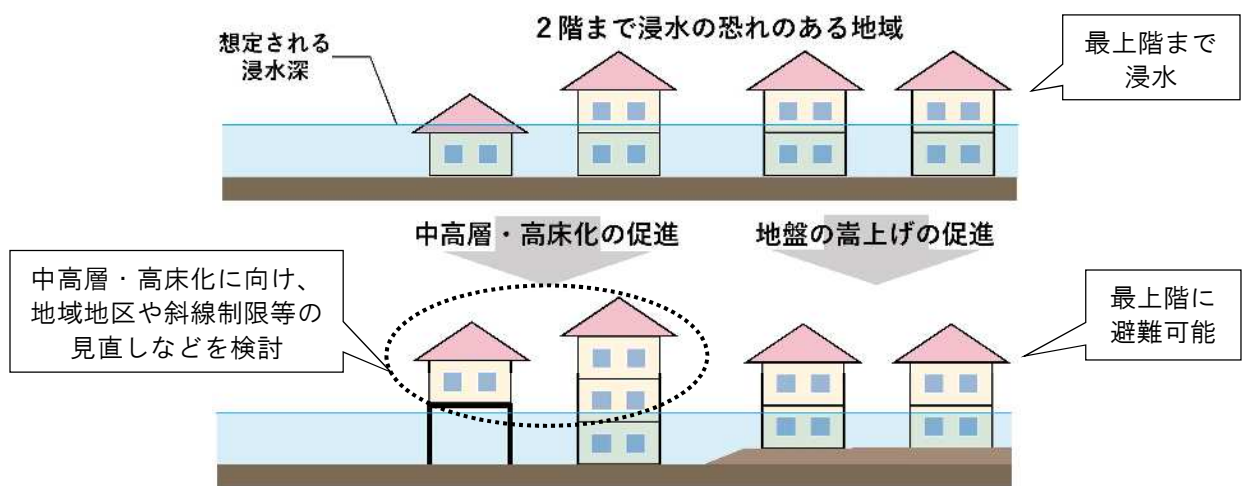 ２階まで浸水の恐れのある地域
想定される
浸水深
最上階まで
浸水
中高層・高床化の促進
地盤の嵩上げの促進
中高層・高床化に向け、
地域地区や斜線制限等の
見直しなどを検討
最上階に
避難可能